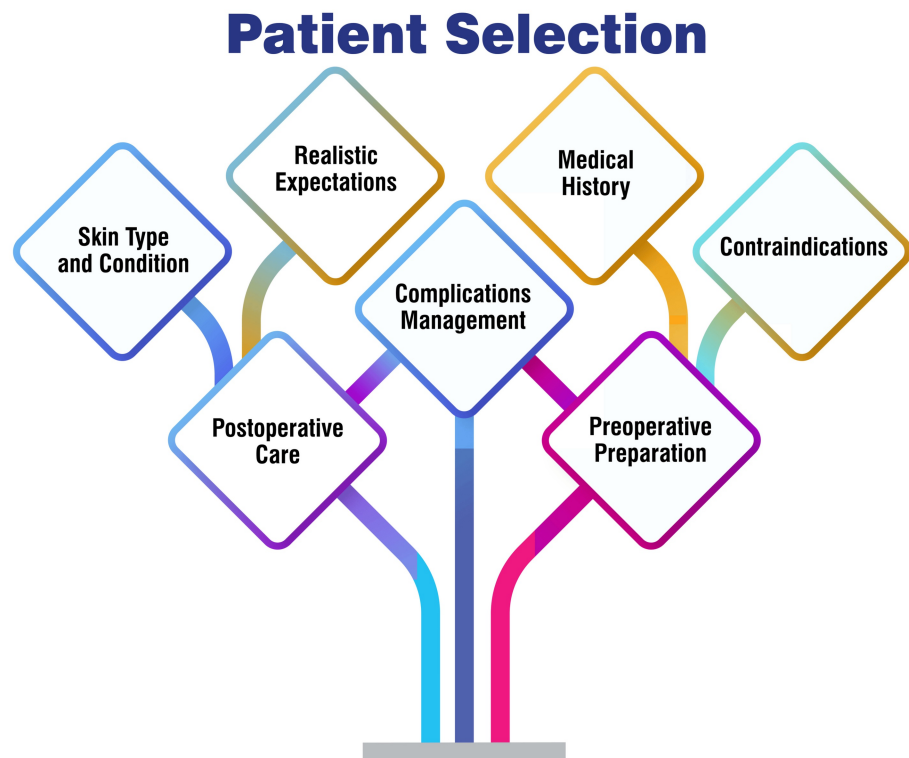 Patient Selection
Realistic
Expectations
Medical
History
Skin Type
and Condition
Contraindications
Complications
Management
Postoperative
Care
Preoperative
Preparation